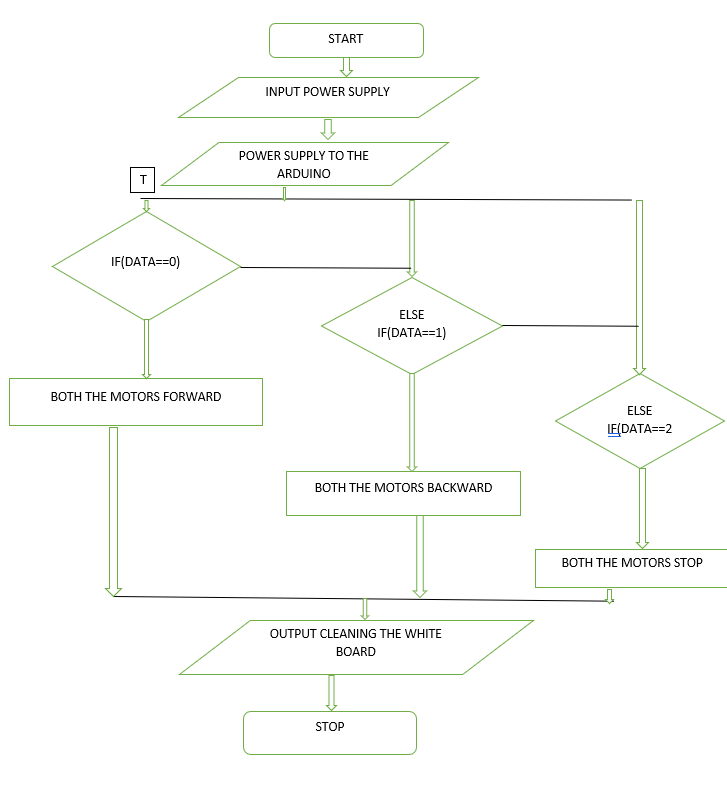 START
INPUT POWER SUPPLY
POWER SUPPLY TO THE
ARDUINO
T
IF(DATA==0)
ELSE
IF(DATA==1)
BOTH THE MOTORS FORWARD
ELSE
IF(DATA==2
BOTH THE MOTORS BACKWARD
BOTH THE MOTORS STOP
OUTPUT CLEANING THE WHITE
BOARD
STOP